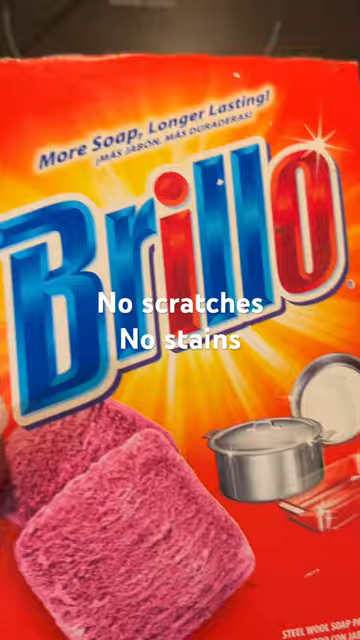 More Soap, Longer Lasting!
¡MÁS JABÓN, MÁS DURADERAS!
Brillo®
No scratches
No stains
STEEL WOOL SOAP